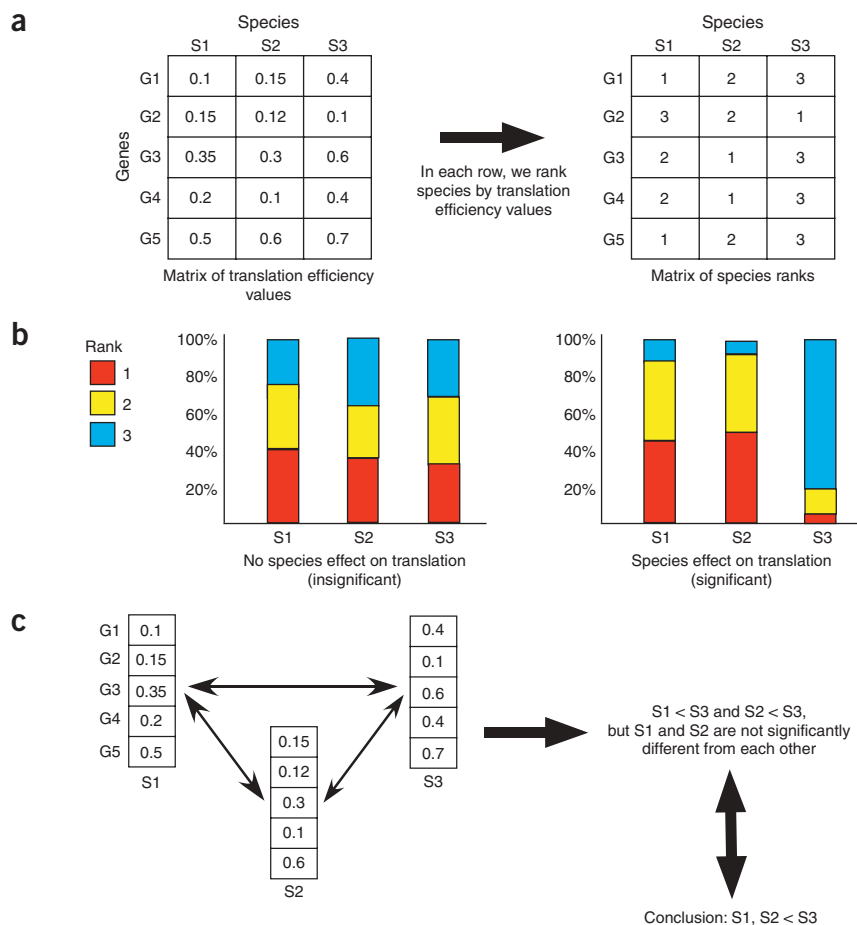 a
Species
S1 S2 S3
G1 0.1 0.15 0.4
G2 0.15 0.12 0.1
G3 0.35 0.3 0.6
G4 0.2 0.1 0.4
G5 0.5 0.6 0.7
Genes
Matrix of translation efficiency
values
In each row, we rank
species by translation
efficiency values
Species
S1 S2 S3
G1 1 2 3
G2 3 2 1
G3 2 1 3
G4 2 1 3
G5 1 2 3
Matrix of species ranks
b
Rank
1
2
3
100%
80%
60%
40%
20%
S1 S2 S3
No species effect on translation
(insignificant)
100%
80%
60%
40%
20%
S1 S2 S3
Species effect on translation
(significant)
c
G1 0.1
G2 0.15
G3 0.35
G4 0.2
G5 0.5
S1
0.15
0.12
0.3
0.1
0.6
S2
0.4
0.1
0.6
0.4
0.7
S3
S1 < S3 and S2 < S3,
but S1 and S2 are not significantly
different from each other
Conclusion: S1, S2 < S3